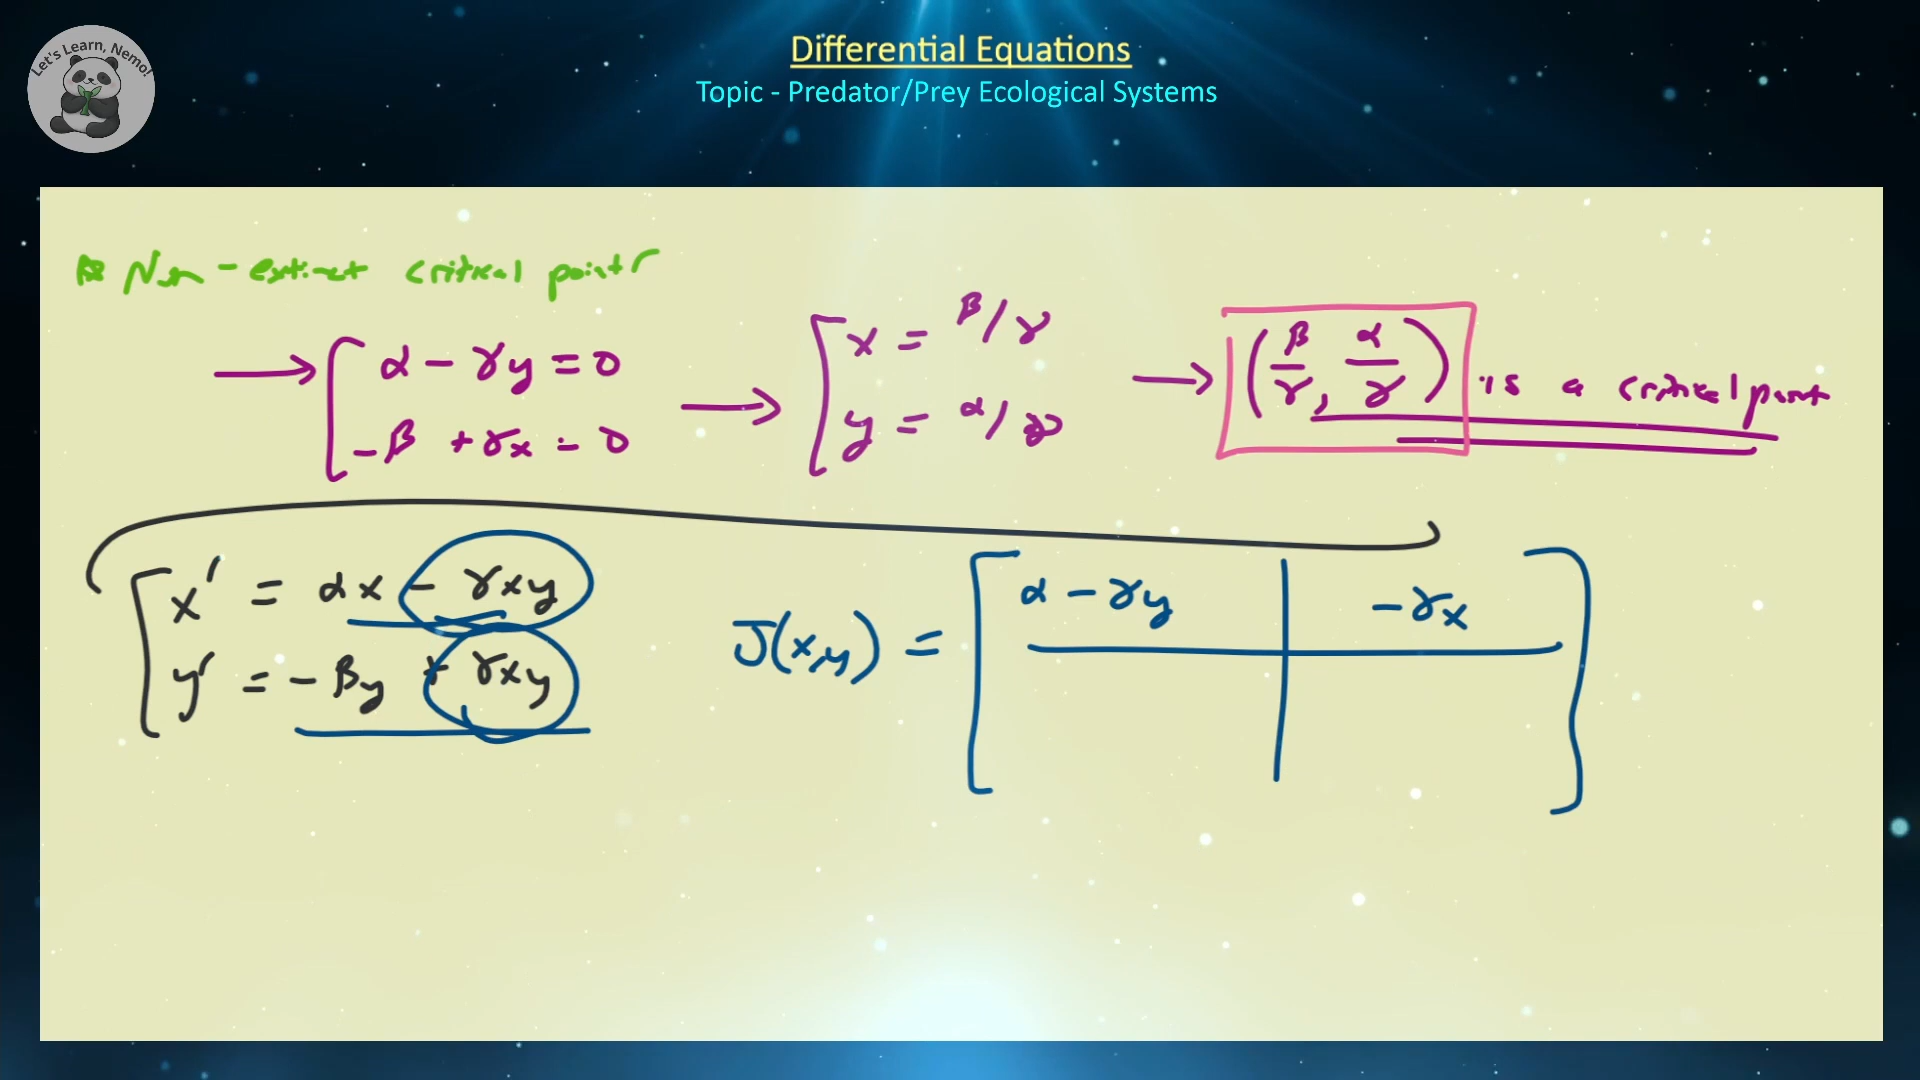 Let's Learn, Nemo!
Differential Equations
Topic - Predator/Prey Ecological Systems
Non-extinct critical points
→ [ α - γy = 0 → [ x = β/γ → (β/γ, α/γ) is a critical point
-β + γx = 0 y = α/γ
x' = αx - γxy
y' = -βy + γxy
J(x,y) = [ α - γy | -γx ]